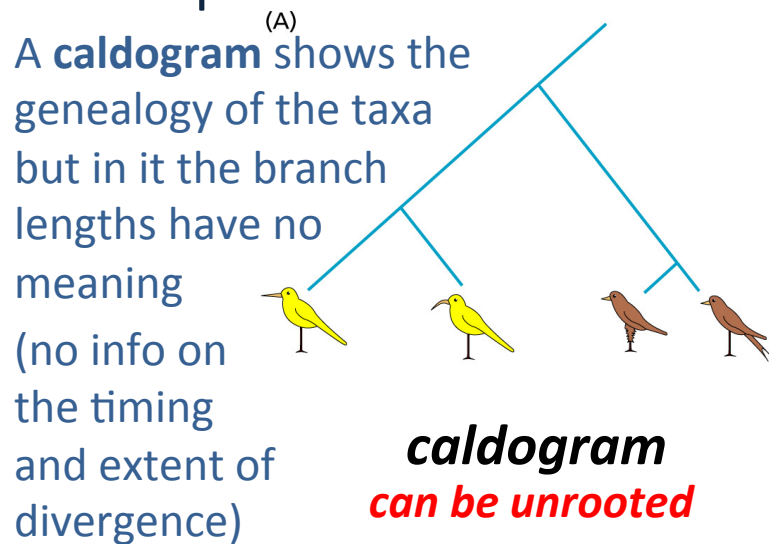 (A)
A caldogram shows the
genealogy of the taxa
but in it the branch
lengths have no
meaning
(no info on
the timing
and extent of
divergence)
caldogram
can be unrooted